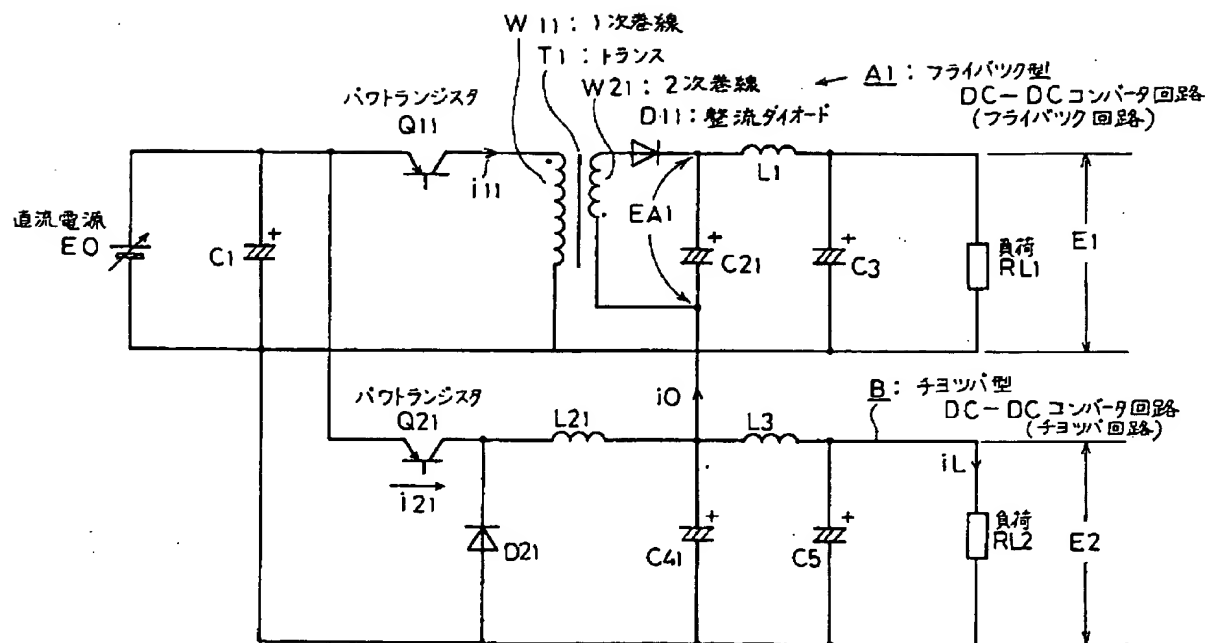 W11:1次巻線
T1:トランス
W21:2次巻線
D11:整流ダイオード
A1:フライバック型
DC-DCコンバータ回路
(フライバック回路)
パワトランジスタ
Q11
i11
L1
EA1
直流電源
E0
C1
+
C21
+
C3
+
負荷
RL1
E1
パワトランジスタ
Q21
i21
L21
i0
L3
B:チョッパ型
DC-DCコンバータ回路
(チョッパ回路)
iL
D21
C41
+
C5
+
負荷
RL2
E2